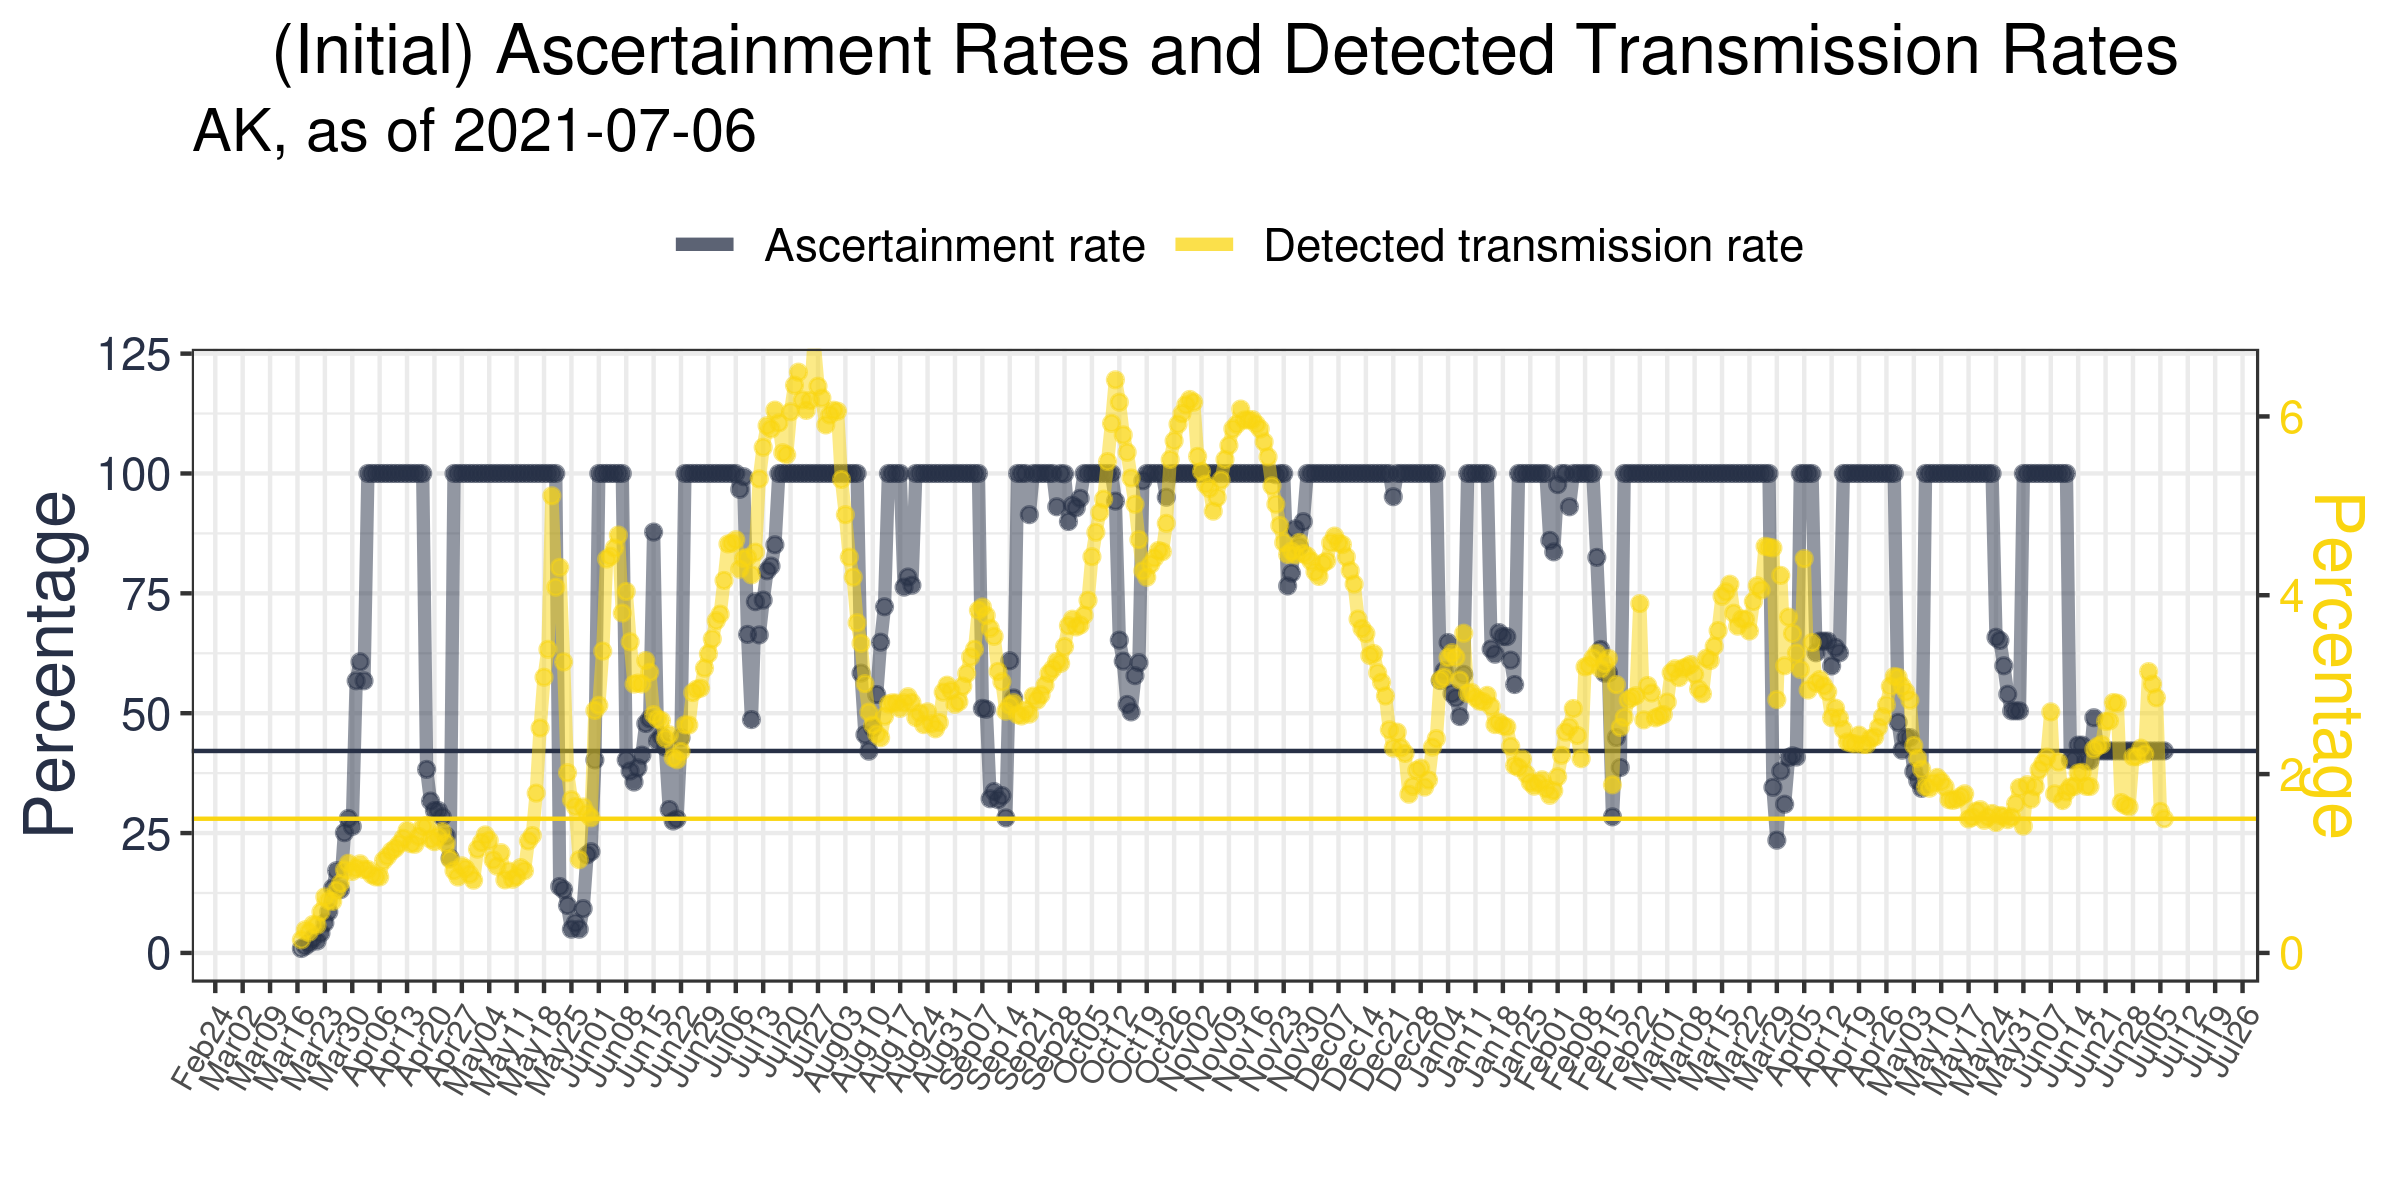 (Initial) Ascertainment Rates and Detected Transmission Rates
AK, as of 2021-07-06
Ascertainment rate
Detected transmission rate
Percentage
125
100
75
50
25
0
6
4
2
0
Percentage
Feb24
Mar02
Mar09
Mar16
Mar23
Mar30
Apr06
Apr13
Apr20
Apr27
May04
May11
May18
May25
Jun01
Jun08
Jun15
Jun22
Jun29
Jul06
Jul13
Jul20
Jul27
Aug03
Aug10
Aug17
Aug24
Aug31
Sep07
Sep14
Sep21
Sep28
Oct05
Oct12
Oct19
Oct26
Nov02
Nov09
Nov16
Nov23
Nov30
Dec07
Dec14
Dec21
Dec28
Jan04
Jan11
Jan18
Jan25
Feb01
Feb08
Feb15
Feb22
Mar01
Mar08
Mar15
Mar22
Mar29
Apr05
Apr12
Apr19
Apr26
May03
May10
May17
May24
May31
Jun07
Jun14
Jun21
Jun28
Jul05
Jul12
Jul19
Jul26